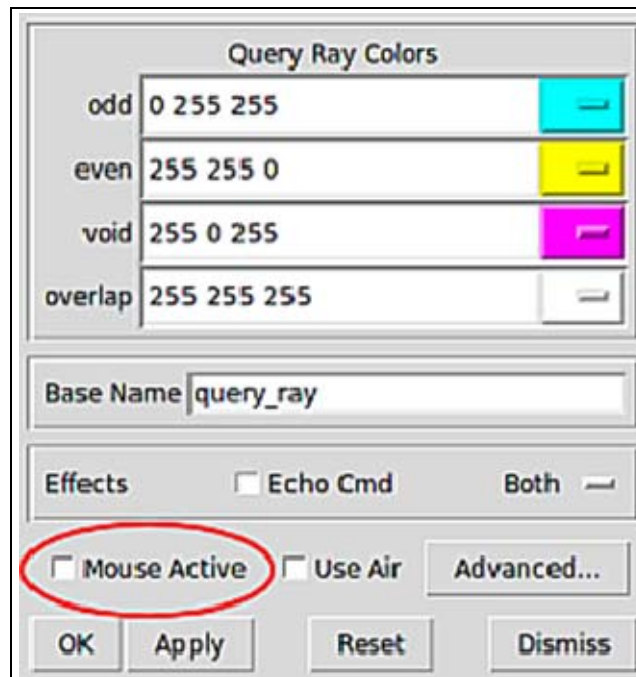 Query Ray Colors
odd 0 255 255
even 255 255 0
void 255 0 255
overlap 255 255 255
Base Name query_ray
Effects Echo Cmd Both
Mouse Active Use Air Advanced...
OK Apply Reset Dismiss